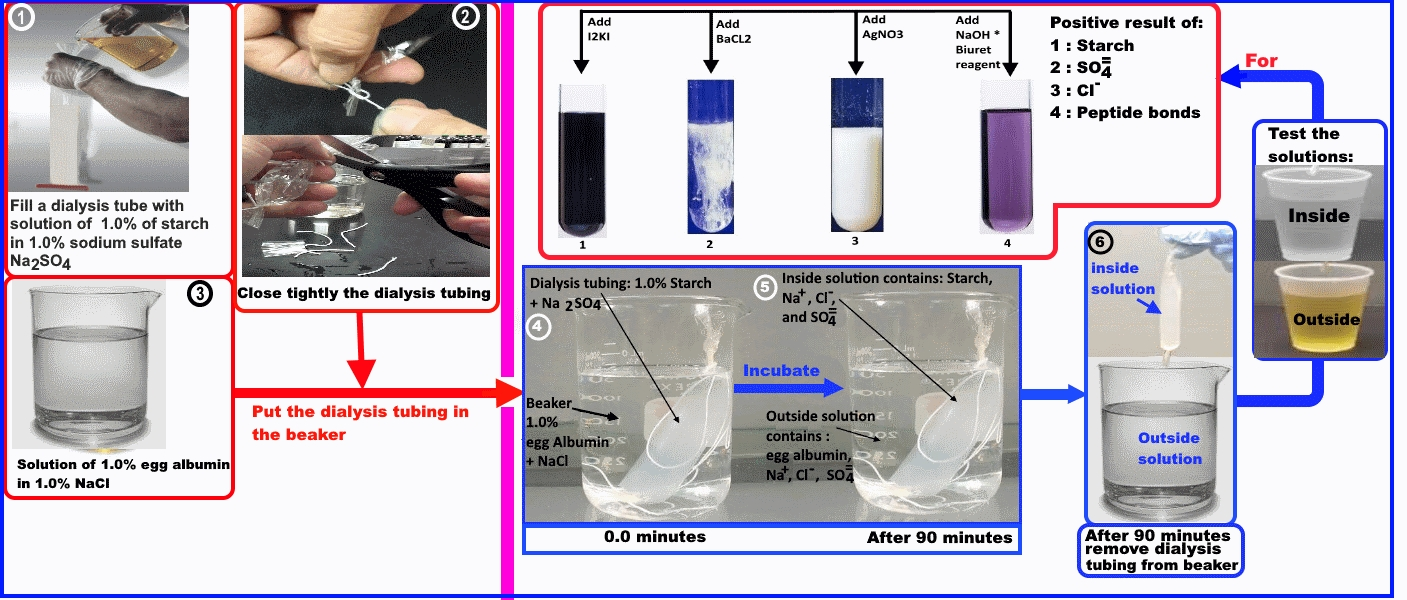 1
Fill a dialysis tube with
solution of 1.0% of starch
in 1.0% sodium sulfate
Na2SO4
2
Close tightly the dialysis tubing
3
Solution of 1.0% egg albumin
in 1.0% NaCl
Put the dialysis tubing in
the beaker
Add
I2KI
Add
BaCL2
Add
AgNO3
Add
NaOH *
Biuret
reagent
1
2
3
4
Positive result of:
1 : Starch
2 : SO4=
3 : Cl-
4 : Peptide bonds
4
Dialysis tubing: 1.0% Starch
+ Na 2SO4
Beaker
1.0%
egg Albumin
+ NaCl
0.0 minutes
Incubate
5
Inside solution contains: Starch,
Na+, Cl-,
and SO4=
Outside solution
contains :
egg albumin,
Na+, Cl-, SO4=
After 90 minutes
6
inside
solution
Outside
solution
After 90 minutes
remove dialysis
tubing from beaker
Test the
solutions:
Inside
Outside
For